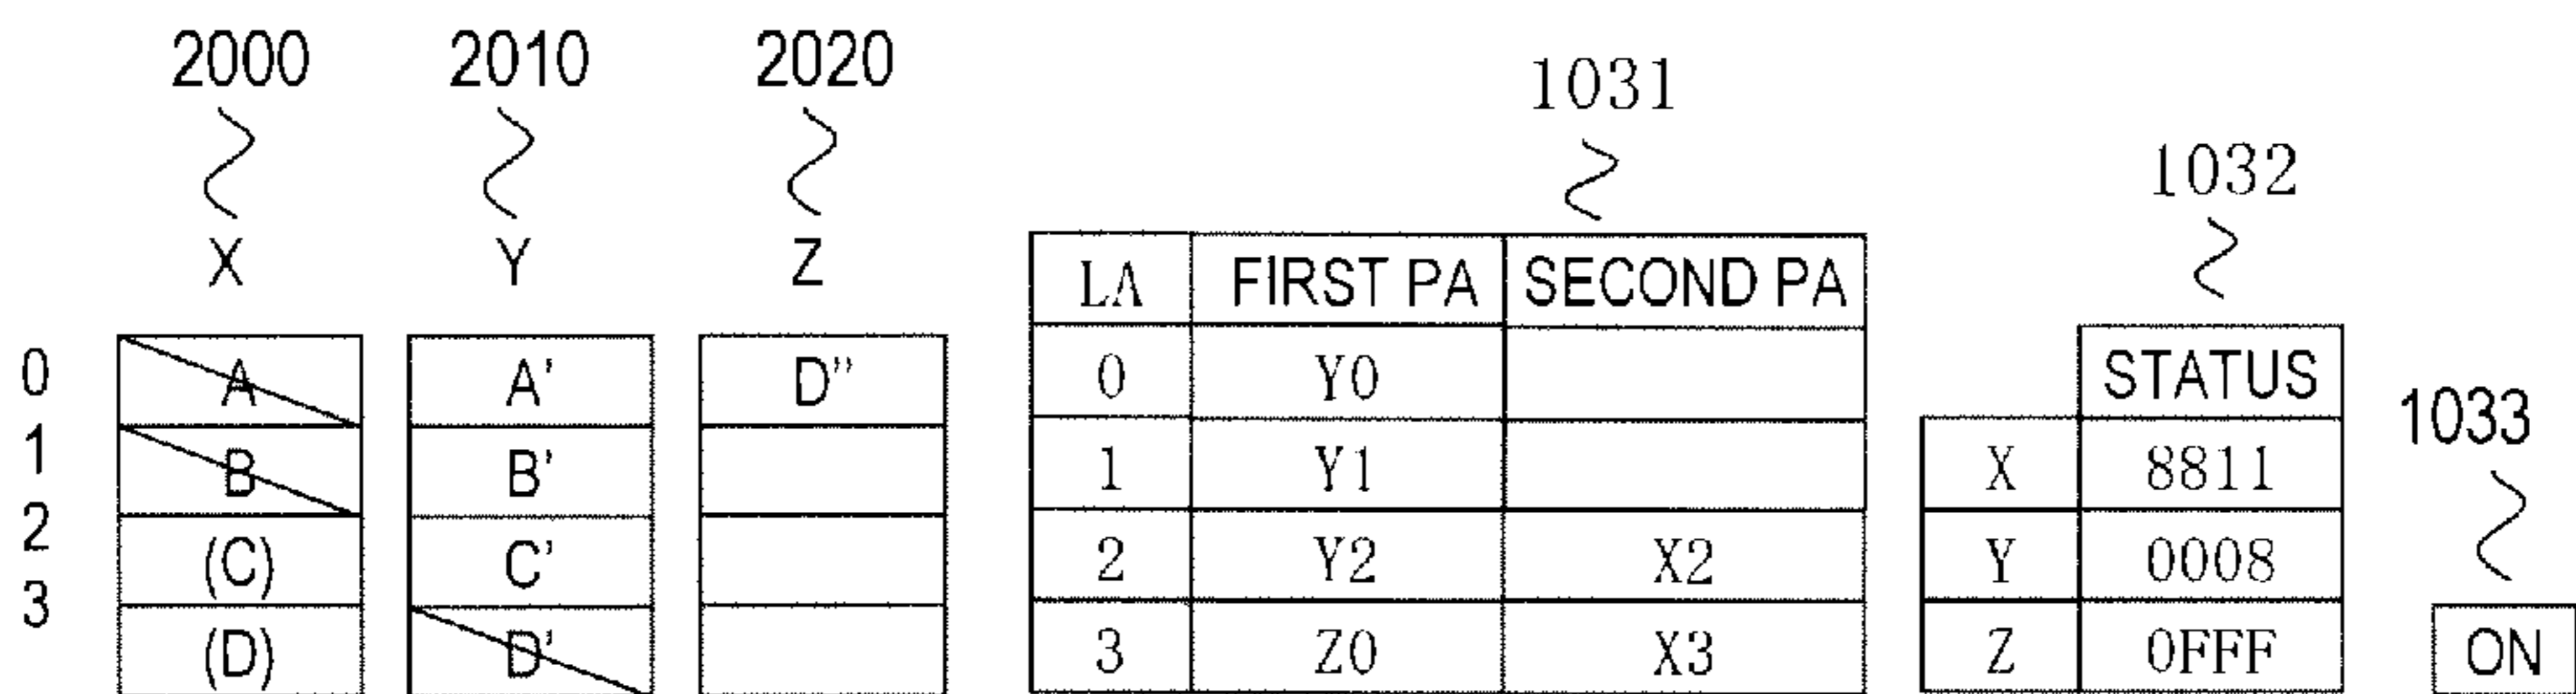 2000 2010 2020
1031
1032
X Y Z
LA FIRST PA SECOND PA
0 A A' D” 0 Y0 STATUS
1033
1 B B' 1 Y1 X 8811
2 (C) C' 2 Y2 X2 Y 0008
3 (D) D' 3 Z0 X3 Z 0FFF ON